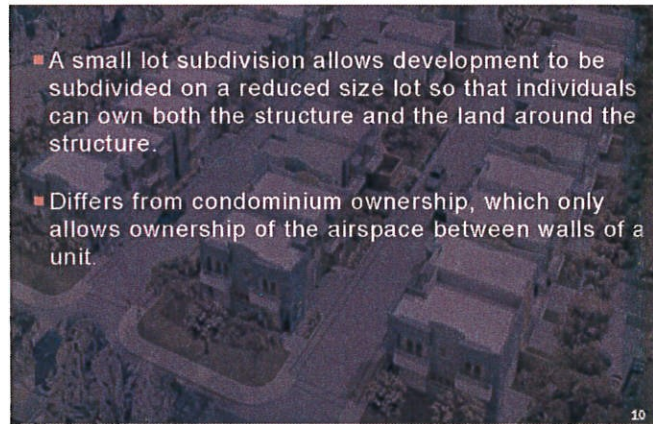 ▪A small lot subdivision allows development to be
subdivided on a reduced size lot so that individuals
can own both the structure and the land around the
structure.
▪Differs from condominium ownership, which only
allows ownership of the airspace between walls of a
unit.
10